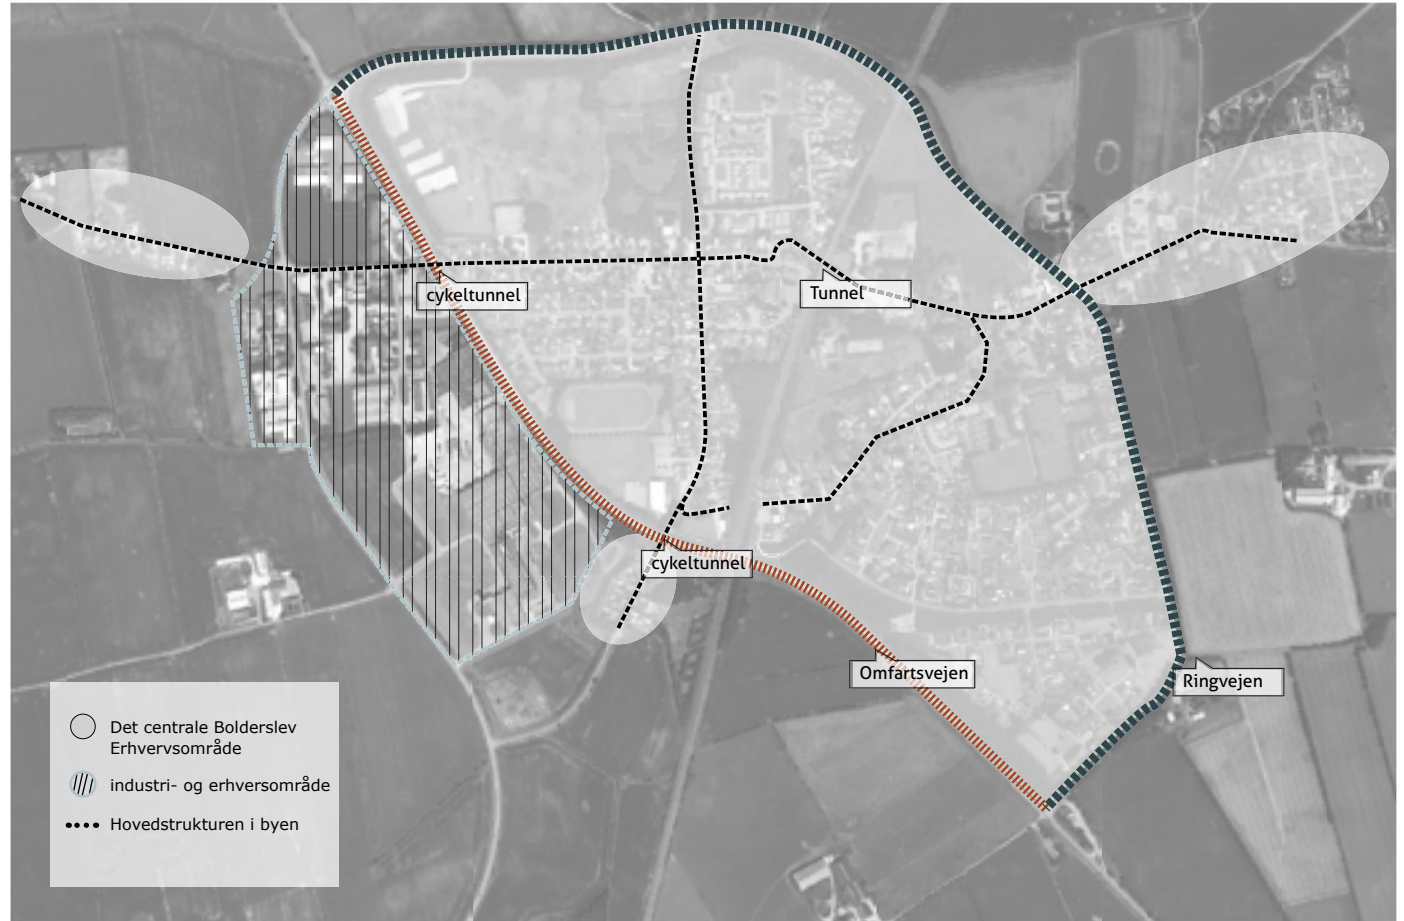 cykeltunnel
Tunnel
cykeltunnel
Omfartsvejen
Ringvejen
Det centrale Bolderslev
Erhvervsområde
industri- og erhversområde
Hovedstrukturen i byen